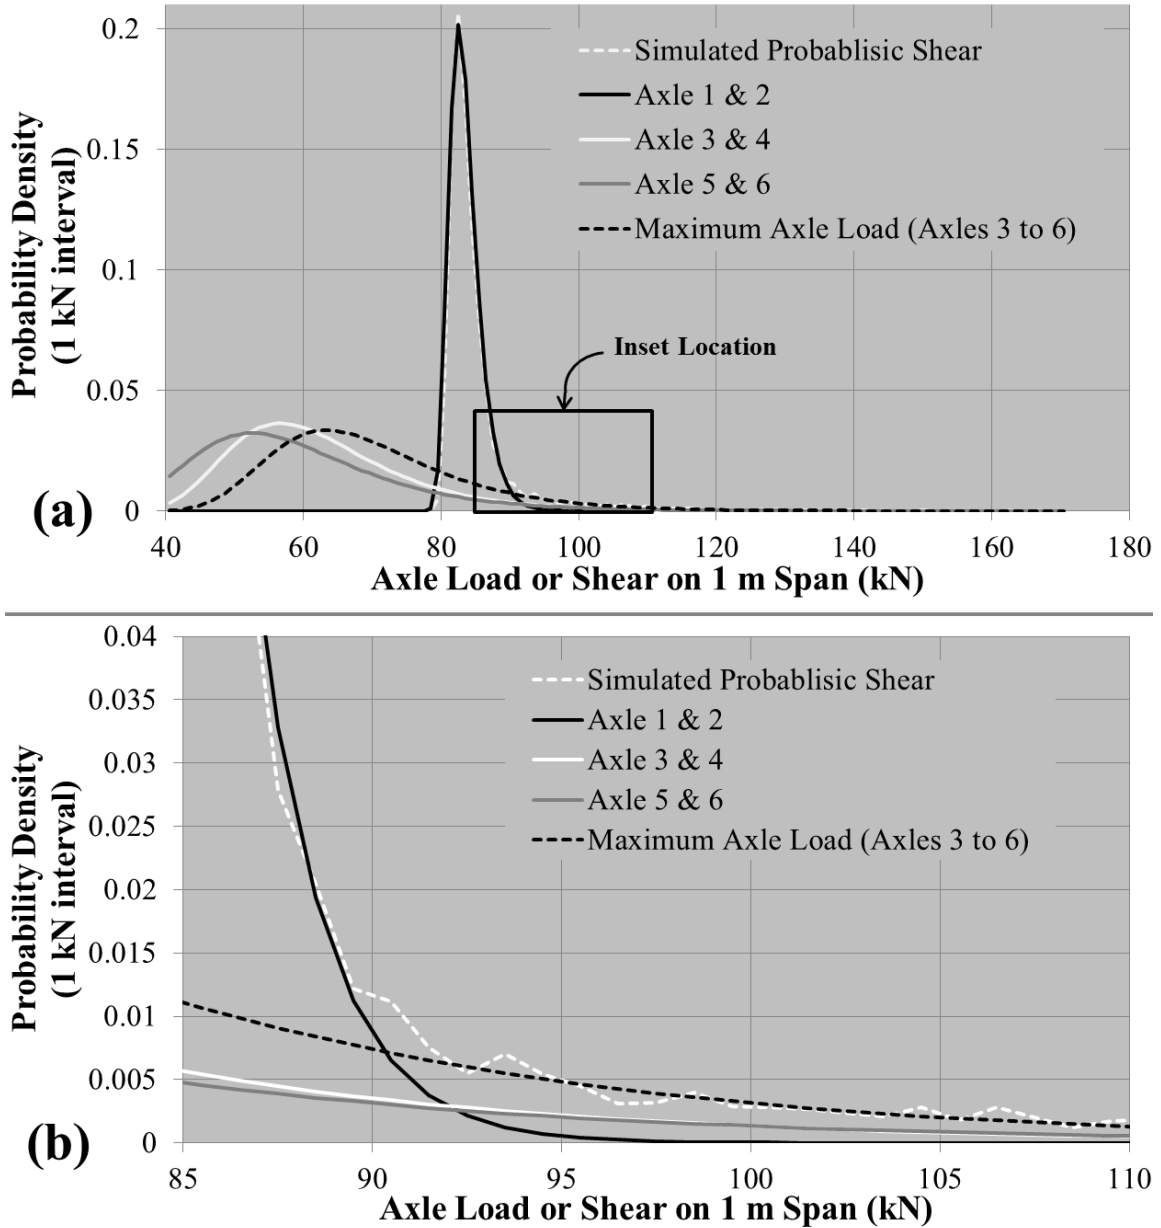 0.2
0.15
0.1
0.05
0
Probability Density
(1 kN interval)
Simulated Probablisic Shear
Axle 1 & 2
Axle 3 & 4
Axle 5 & 6
Maximum Axle Load (Axles 3 to 6)
Inset Location
(a)
40 60 80 100 120 140 160 180
Axle Load or Shear on 1 m Span (kN)
0.04
0.035
0.03
0.025
0.02
0.015
0.01
0.005
0
Probability Density
(1 kN interval)
Simulated Probablisic Shear
Axle 1 & 2
Axle 3 & 4
Axle 5 & 6
Maximum Axle Load (Axles 3 to 6)
(b)
85 90 95 100 105 110
Axle Load or Shear on 1 m Span (kN)